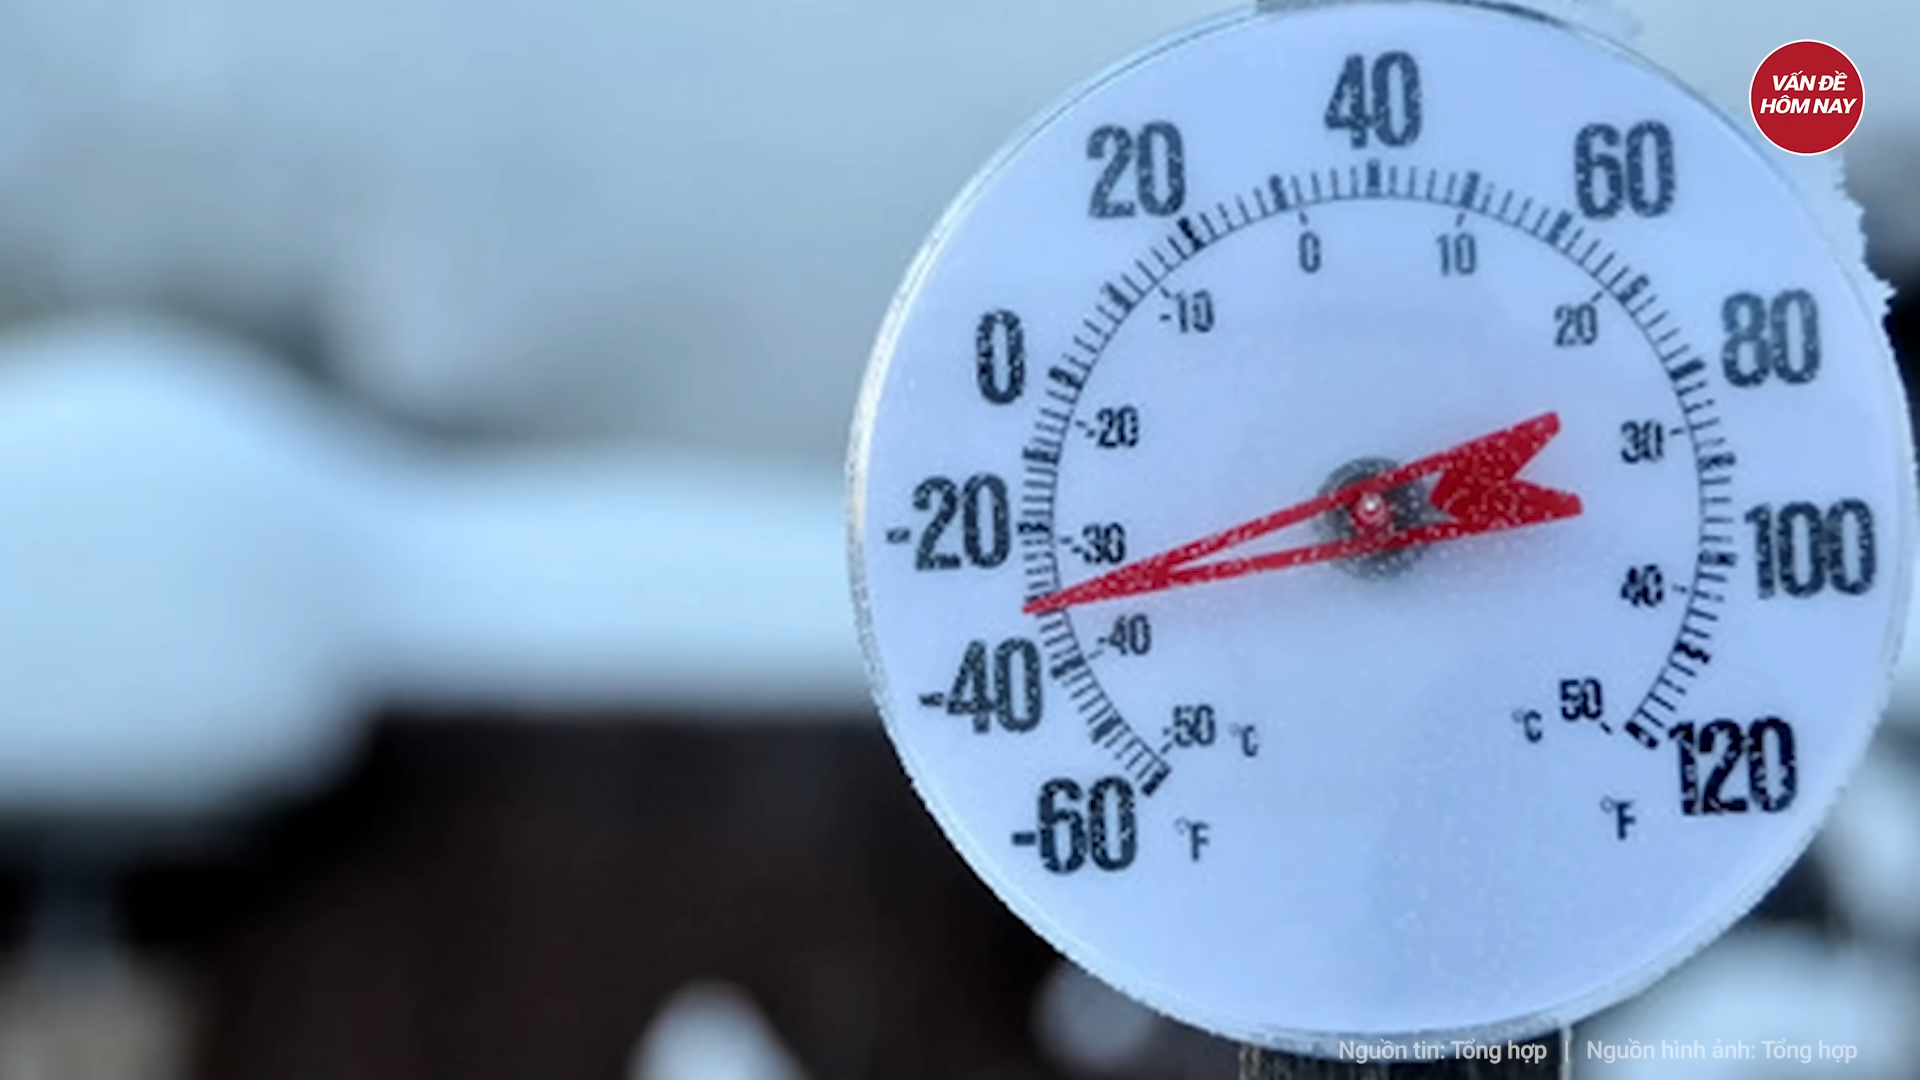 VẤN ĐỀ
HÔM NAY
40
20
60
0
10
-10
20
0
80
-20
30
-20
-30
100
40
-40
-40
50
-50 °C
°C
120
-60
°F
°F
Nguồn tin: Tổng hợp | Nguồn hình ảnh: Tổng hợp